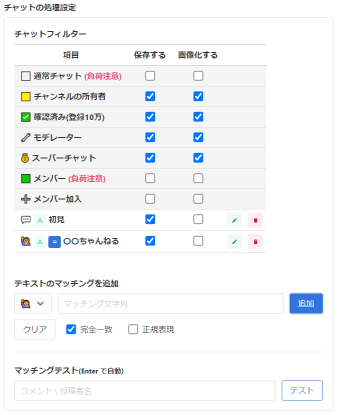 チャットの処理設定
チャットフィルター
項目 保存する 画像化する
通常チャット (負荷注意)
チャンネルの所有者
確認済み(登録10万)
モデレーター
スーパーチャット
メンバー (負荷注意)
メンバー加入
初見
〇〇ちゃんねる
テキストのマッチングを追加
マッチング文字列 追加
クリア 完全一致 正規表現
マッチングテスト(Enter で自動)
コメント \ 投稿者名 テスト